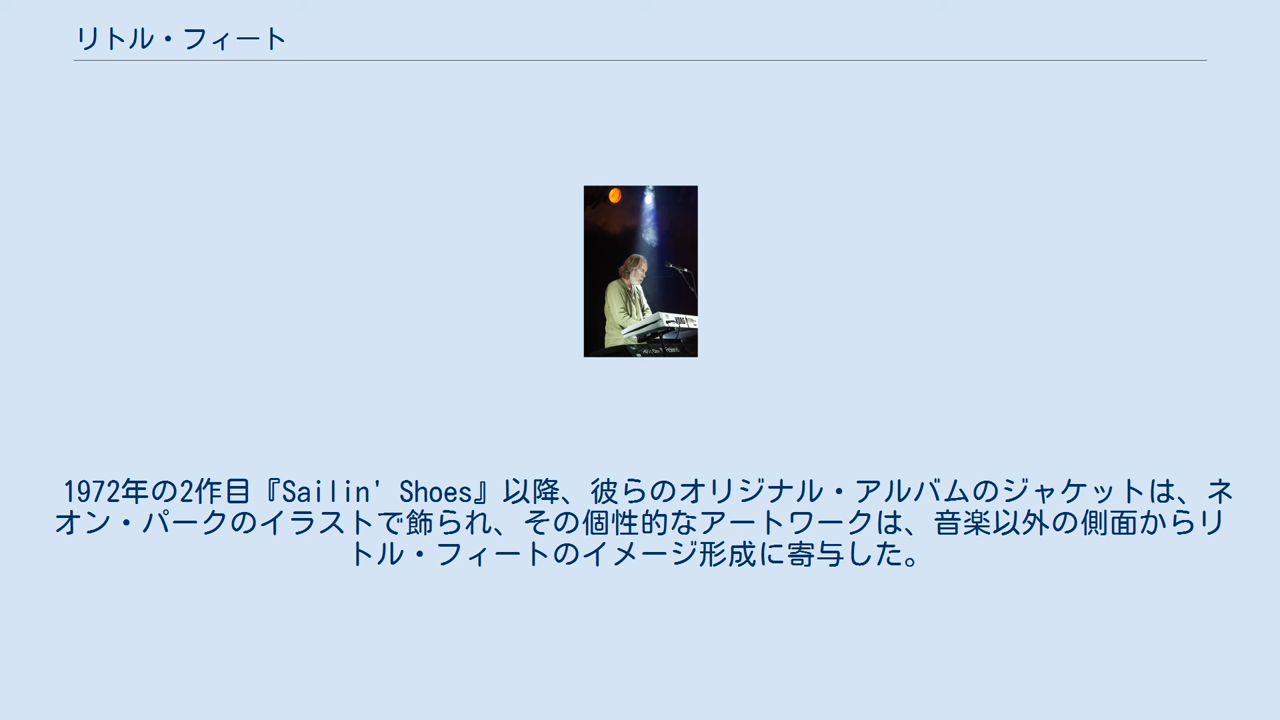 リトル・フィート
KORG
1972年の2作目『Sailin' Shoes』以降、彼らのオリジナル・アルバムのジャケットは、ネ
オン・パークのイラストで飾られ、その個性的なアートワークは、音楽以外の側面からリ
トル・フィートのイメージ形成に寄与した。